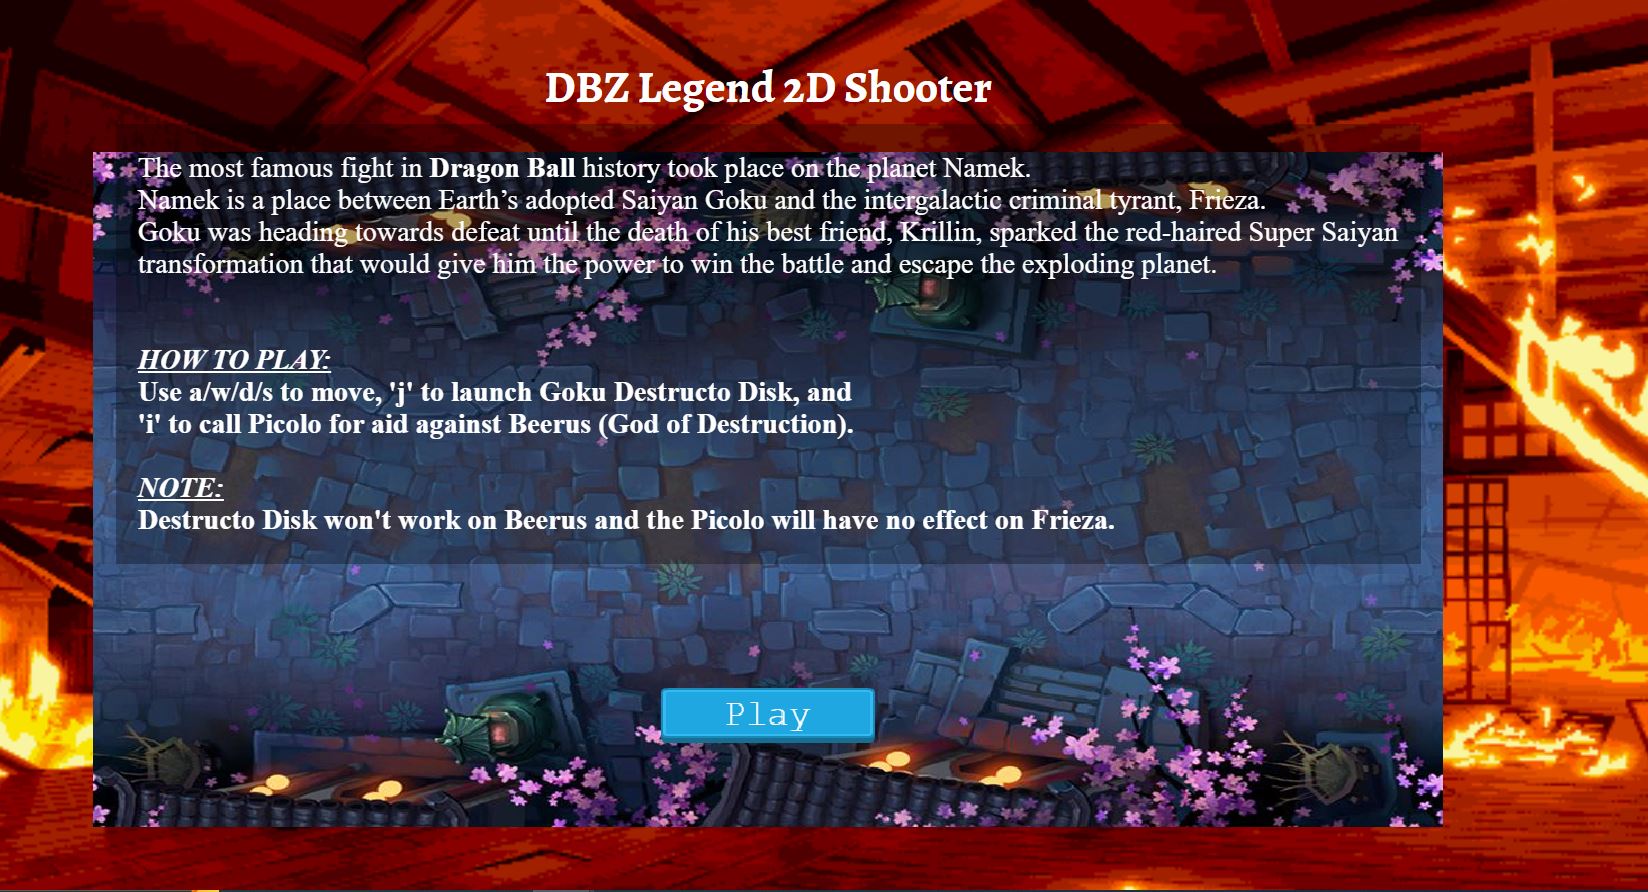 DBZ Legend 2D Shooter
The most famous fight in Dragon Ball history took place on the planet Namek.
Namek is a place between Earth’s adopted Saiyan Goku and the intergalactic criminal tyrant, Frieza.
Goku was heading towards defeat until the death of his best friend, Krillin, sparked the red-haired Super Saiyan
transformation that would give him the power to win the battle and escape the exploding planet.
HOW TO PLAY:
Use a/w/d/s to move, 'j' to launch Goku Destructo Disk, and
'i' to call Picolo for aid against Beerus (God of Destruction).
NOTE:
Destructo Disk won't work on Beerus and the Picolo will have no effect on Frieza.
Play